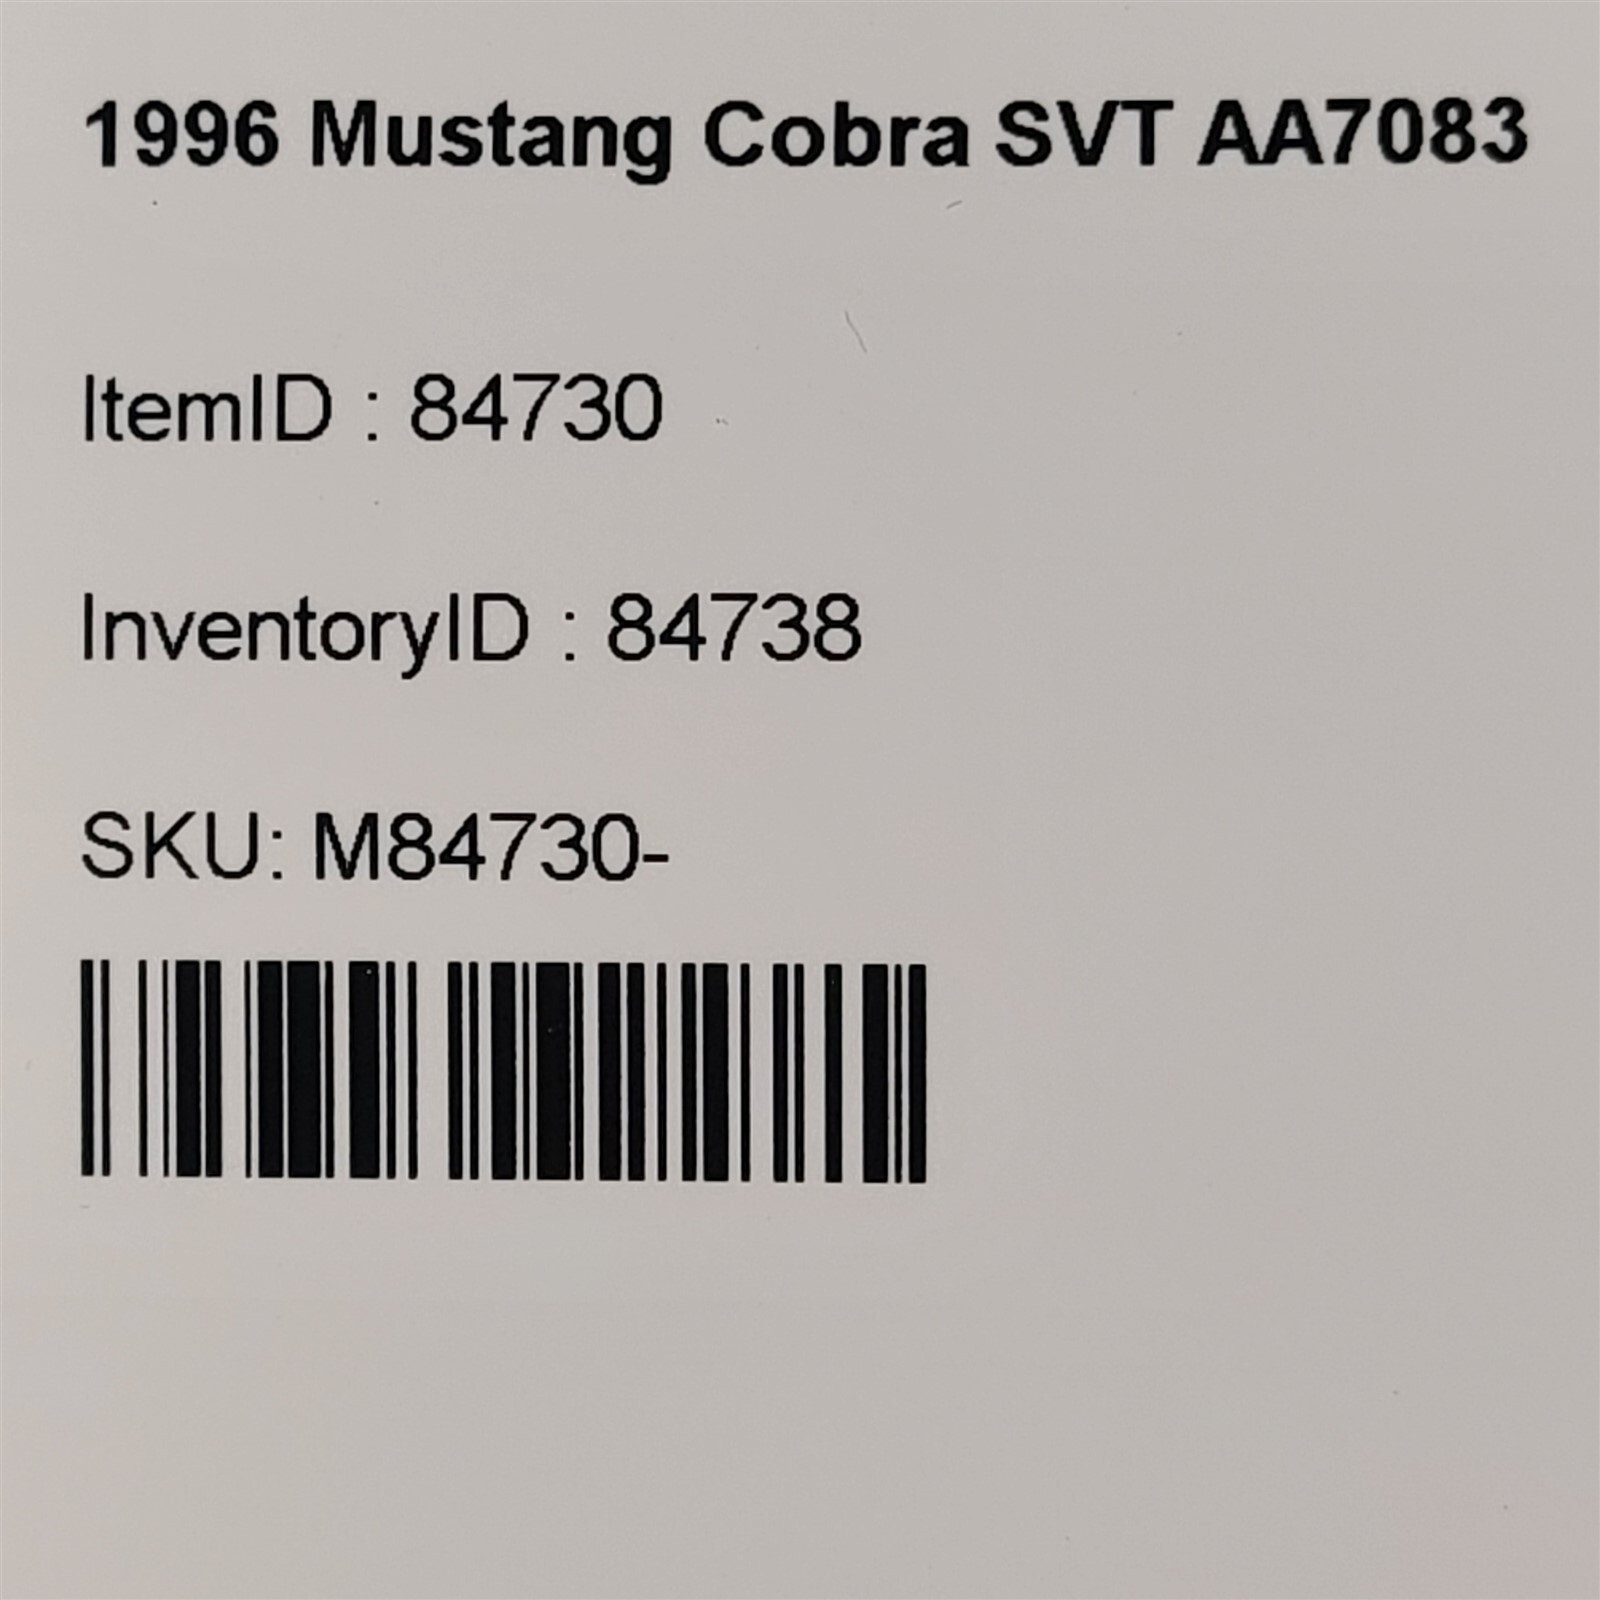 1996 Mustang Cobra SVT AA7083
ItemID : 84730
InventoryID : 84738
SKU: M84730-